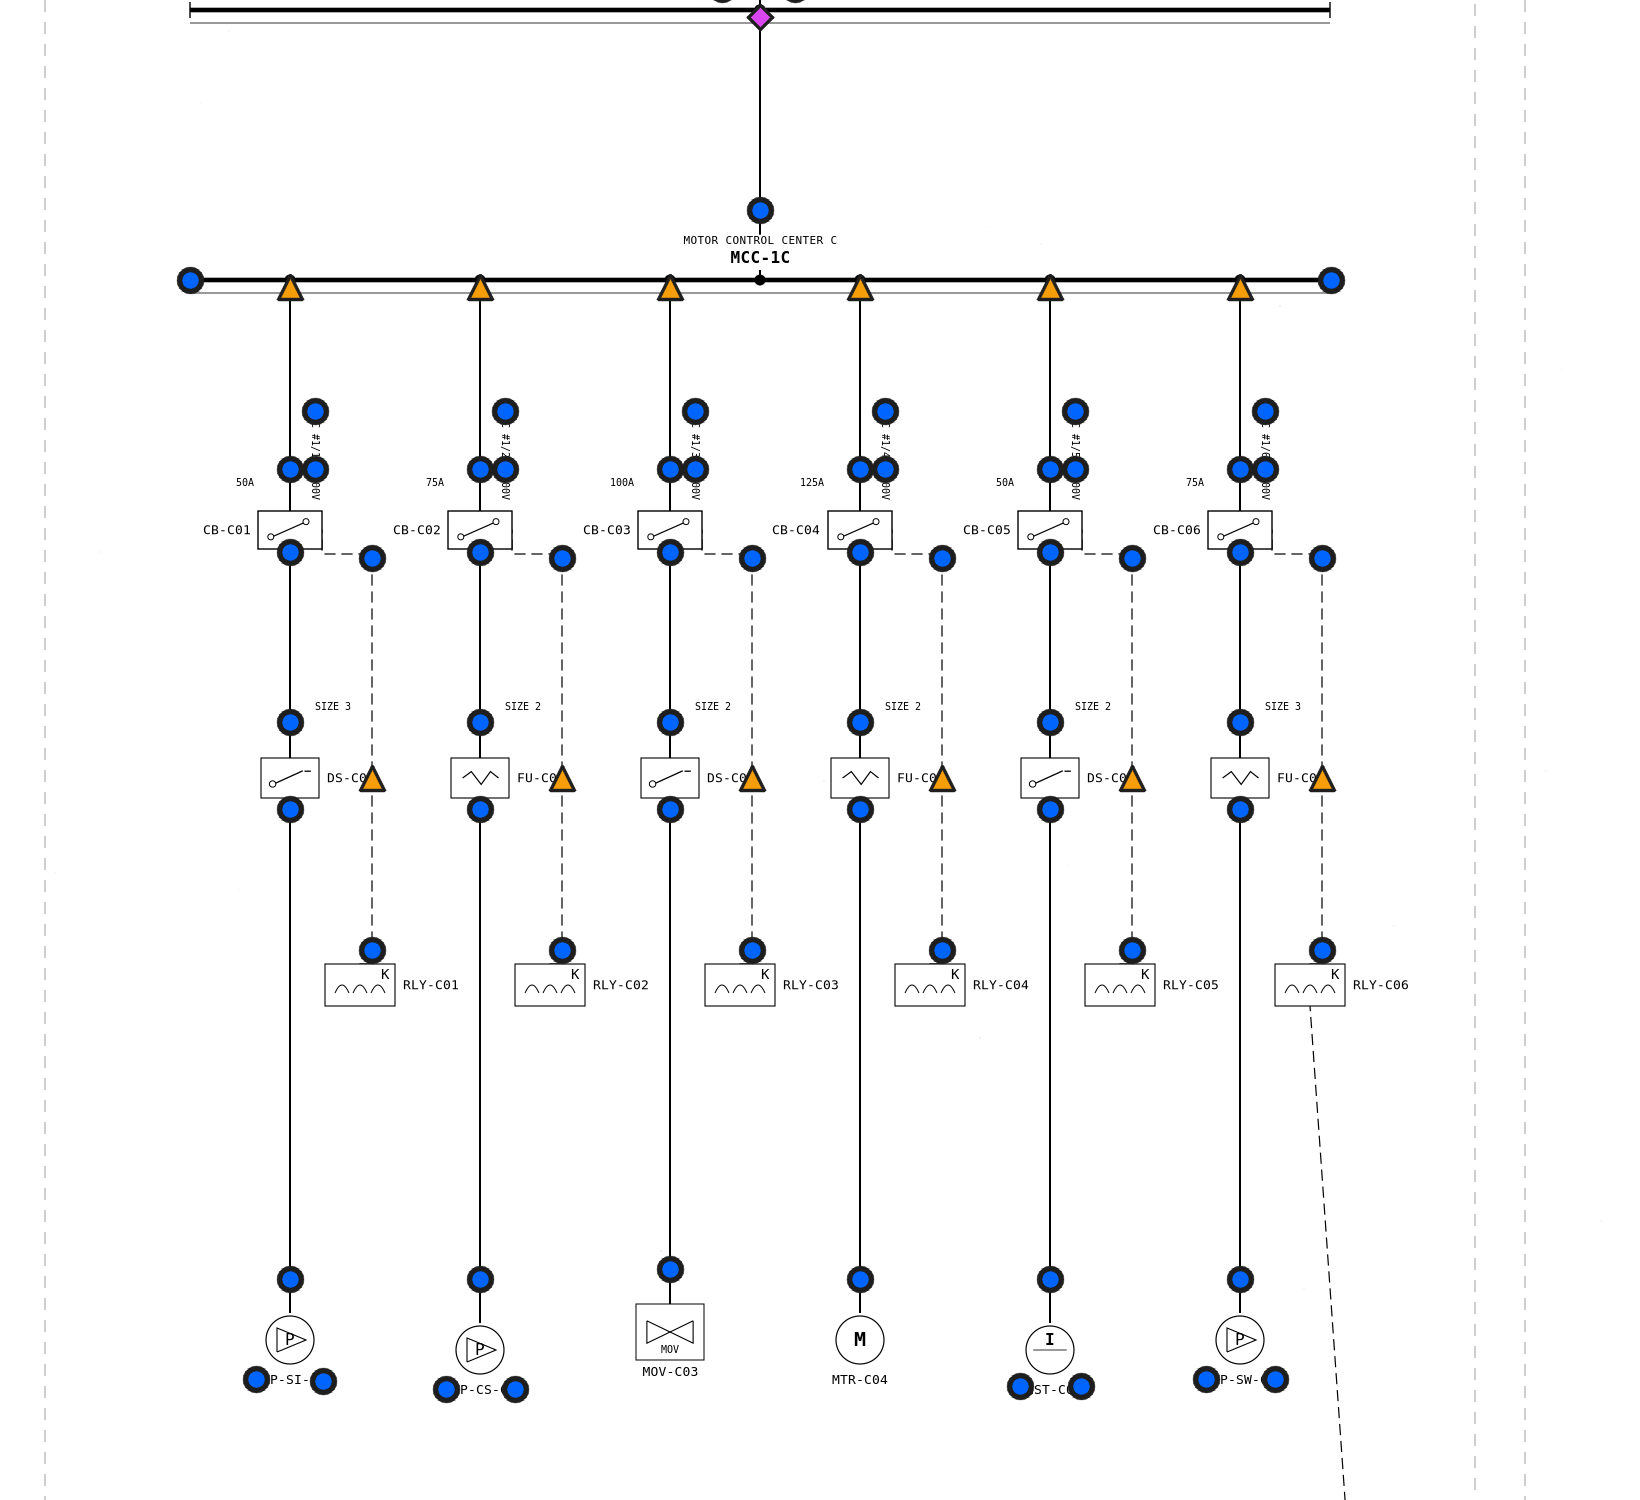 MOTOR CONTROL CENTER C
MCC-1C
50A
75A
100A
125A
50A
75A
CB-C01
CB-C02
CB-C03
CB-C04
CB-C05
CB-C06
SIZE 3
SIZE 2
SIZE 2
SIZE 2
SIZE 2
SIZE 3
K
K
K
K
K
K
RLY-C01
RLY-C02
RLY-C03
RLY-C04
RLY-C05
RLY-C06
P
P
MOV
M
I
P
MOV-C03
MTR-C04